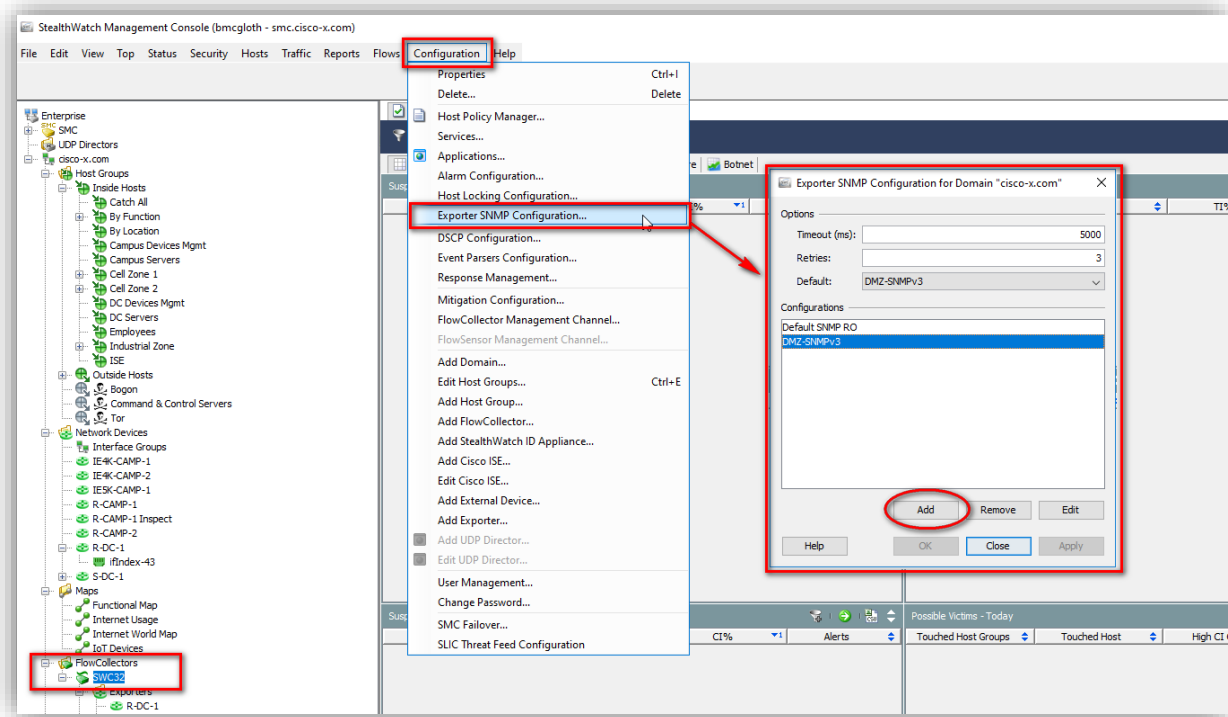 StealthWatch Management Console (bmcgloth - smc.cisco-x.com)
File Edit View Top Status Security Hosts Traffic Reports Flows Configuration Help
Enterprise
SMC
UDP Directors
cisco-x.com
Host Groups
Inside Hosts
Catch All
By Function
By Location
Campus Devices Mgmt
Campus Servers
Cell Zone 1
Cell Zone 2
DC Devices Mgmt
DC Servers
Employees
Industrial Zone
ISE
Outside Hosts
Bogon
Command & Control Servers
Tor
Network Devices
Interface Groups
IE4K-CAMP-1
IE4K-CAMP-2
IE5K-CAMP-1
R-CAMP-1
R-CAMP-1 Inspect
R-CAMP-2
R-DC-1
ifIndex-43
S-DC-1
Maps
Functional Map
Internet Usage
Internet World Map
IoT Devices
FlowCollectors
SWC32
Exporters
R-DC-1
Properties Ctrl+I
Delete... Delete
Host Policy Manager...
Services...
Applications...
Alarm Configuration...
Host Locking Configuration...
Exporter SNMP Configuration...
DSCP Configuration...
Event Parsers Configuration...
Response Management...
Mitigation Configuration...
FlowCollector Management Channel...
FlowSensor Management Channel...
Add Domain...
Edit Host Groups... Ctrl+E
Add Host Group...
Add FlowCollector...
Add StealthWatch ID Appliance...
Add Cisco ISE...
Edit Cisco ISE...
Add External Device...
Add Exporter...
Add UDP Director...
Edit UDP Director...
User Management...
Change Password...
SMC Failover...
SLIC Threat Feed Configuration
Botnet
Exporter SNMP Configuration for Domain "cisco-x.com"
Options
Timeout (ms): 5000
Retries: 3
Default: DMZ-SNMPv3
Configurations
Default SNMP RO
DMZ-SNMPv3
Add Remove Edit
Help OK Close Apply
Possible Victims - Today
CI% Alerts Touched Host Groups Touched Host High CI